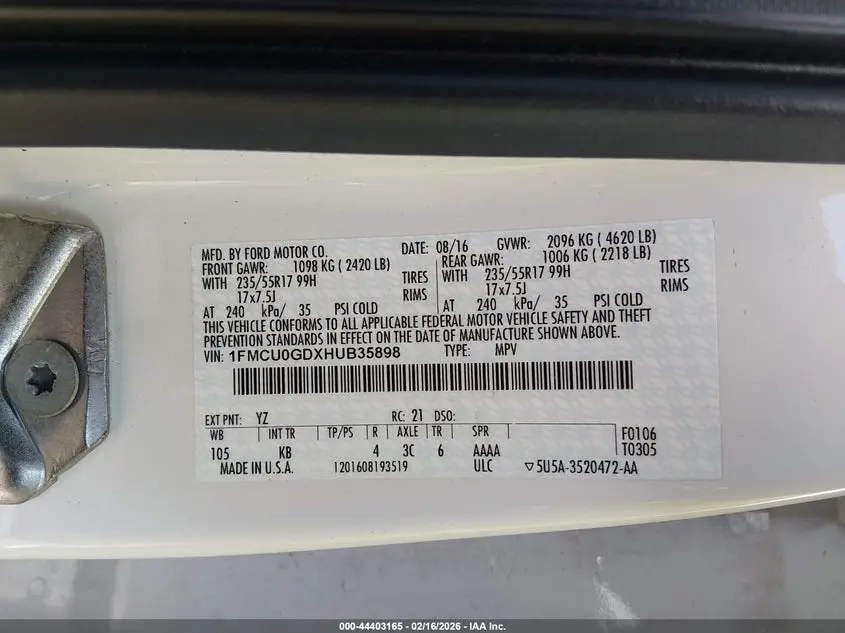 MFD. BY FORD MOTOR CO. DATE: 08/16 GVWR: 2096 KG ( 4620 LB)
FRONT GAWR: 1098 KG ( 2420 LB) REAR GAWR: 1006 KG ( 2218 LB)
WITH 235/55R17 99H TIRES WITH 235/55R17 99H TIRES
17x7.5J RIMS 17x7.5J RIMS
AT 240 kPa/ 35 PSI COLD AT 240 kPa/ 35 PSI COLD
THIS VEHICLE CONFORMS TO ALL APPLICABLE FEDERAL MOTOR VEHICLE SAFETY AND THEFT
PREVENTION STANDARDS IN EFFECT ON THE DATE OF MANUFACTURE SHOWN ABOVE.
VIN: 1FMCU0GDXHUB35898 TYPE: MPV
EXT PNT: YZ RC: 21 DSO:
WB INT TR TP/PS R AXLE TR SPR F0106
105 KB 4 3C 6 AAAA T0305
MADE IN U.S.A. 1201608193519 ULC ▽5U5A-3520472-AA
000-44403165 - 02/16/2026 - IAA Inc.